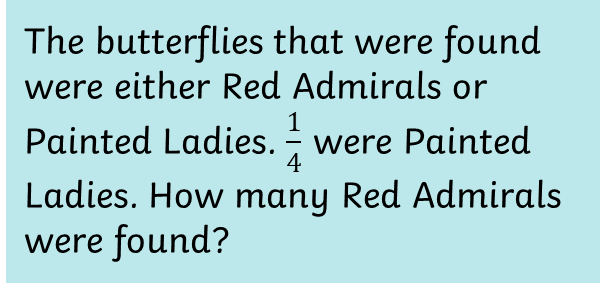 The butterflies that were found
were either Red Admirals or
Painted Ladies. 1/4 were Painted
Ladies. How many Red Admirals
were found?